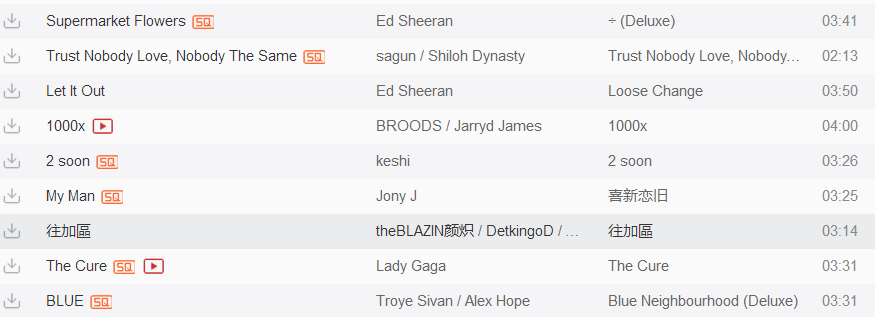 Supermarket Flowers SQ Ed Sheeran ÷ (Deluxe) 03:41
Trust Nobody Love, Nobody The Same SQ sagun / Shiloh Dynasty Trust Nobody Love, Nobody... 02:13
Let It Out Ed Sheeran Loose Change 03:50
1000x BROODS / Jarryd James 1000x 04:00
2 soon SQ keshi 2 soon 03:26
My Man SQ Jony J 喜新恋旧 03:25
往加區 theBLAZIN颜炽 / DetkingoD / ... 往加區 03:14
The Cure SQ Lady Gaga The Cure 03:31
BLUE SQ Troye Sivan / Alex Hope Blue Neighbourhood (Deluxe) 03:31